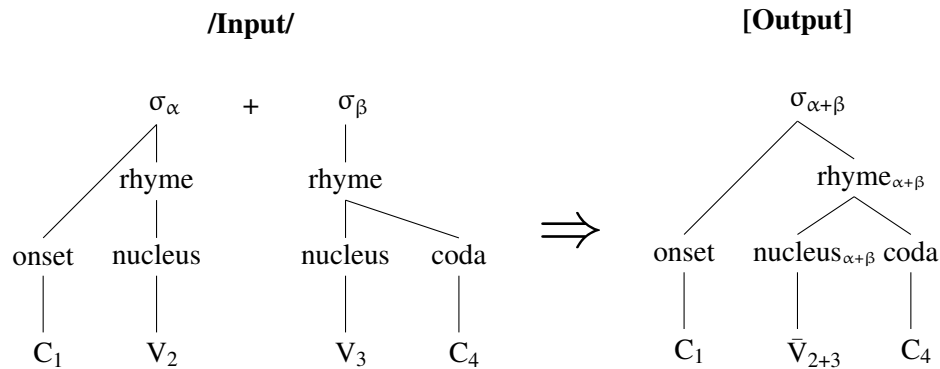 /Input/ [Output]
σα + σβ σα+β
rhyme rhyme rhymeα+β
⇒
onset nucleus nucleus coda onset nucleusα+β coda
C1 V2 V3 C4 C1 V̄2+3 C4